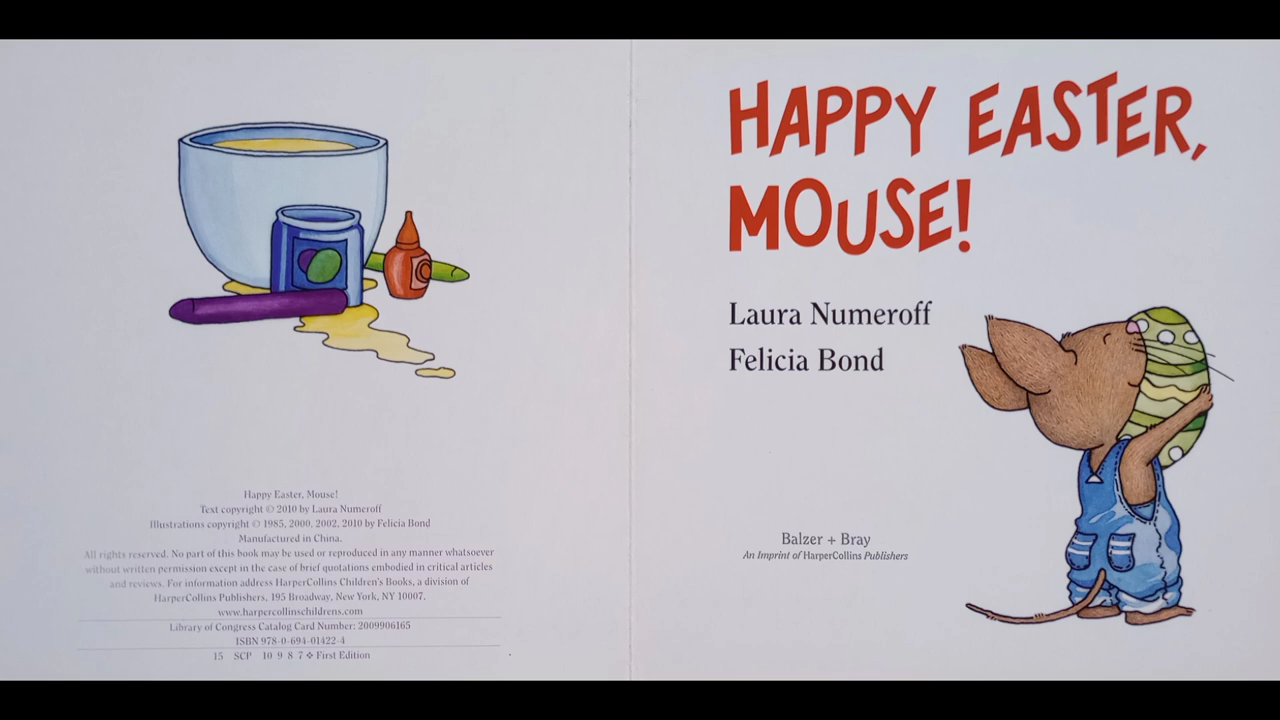 Happy Easter, Mouse!
Text copyright © 2010 by Laura Numeroff
Illustrations copyright © 1985, 2000, 2002, 2010 by Felicia Bond
Manufactured in China.
All rights reserved. No part of this book may be used or reproduced in any manner whatsoever
without written permission except in the case of brief quotations embodied in critical articles
and reviews. For information address HarperCollins Children's Books, a division of
HarperCollins Publishers, 195 Broadway, New York, NY 10007.
www.harpercollinschildrens.com
Library of Congress Catalog Card Number: 2009906165
ISBN 978-0-694-01422-4
15 SCP 10 9 8 7 ❖ First Edition
HAPPY EASTER,
MOUSE!
Laura Numeroff
Felicia Bond
Balzer + Bray
An Imprint of HarperCollins Publishers